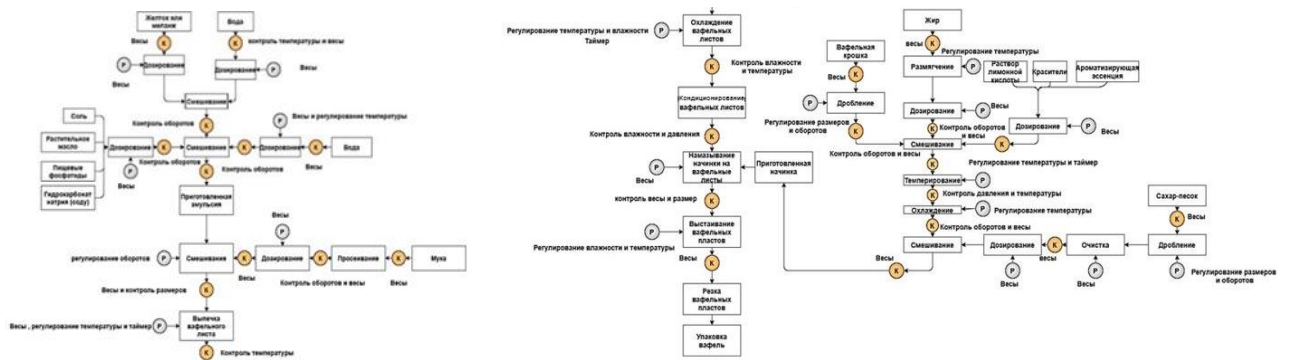 Желток или
меланж
Вода
Весы
К
К
контроль температуры и весы
Р
Дозирование
Дозирование
Р
Весы
Весы
Смешивание
Контроль оборотов
К
Р
Весы и регулирование температуры
Соль
Растительное
масло
Пищевые
фосфатиды
Гидрокарбонат
натрия (соду)
Дозирование
К
Смешивание
К
Дозирование
К
Вода
Контроль оборотов
Р
Весы
К
Контроль оборотов
Весы
Приготовленная
эмульсия
Весы
Р
регулирование оборотов
Р
Смешивание
К
Дозирование
К
Просеивание
К
Мука
Весы
Контроль оборотов и весы
Весы
Весы и контроль размеров
К
Весы , регулирование температуры и таймер
Р
Выпечка
вафельного
листа
К
Контроль температуры
Регулирование температуры и влажности
Таймер
Р
Охлаждение
вафельных
листов
К
Контроль влажности
и температуры
Кондиционирование
вафельных листов
Контроль влажности и давления
К
Р
Весы
Намазывание
начинки на
вафельные
листы
Приготовленная
начинка
контроль весы и размер
К
Р
Регулирование влажности и температуры
Выстаивание
вафельных
пластов
Весы
К
Резка
вафельных
пластов
Упаковка
вафель
Вафельная
крошка
Весы
К
Р
Дробление
Регулирование размеров
и оборотов
К
Контроль оборотов и весы
Жир
весы
К
Регулирование температуры
Размягчение
Р
Раствор
лимонной
кислоты
Красители
Ароматизирующая
эссенция
Дозирование
Р
Весы
К
Контроль оборотов
и весы
Дозирование
Р
Весы
Смешивание
К
К
Регулирование температуры и таймер
Темперирование
Р
К
Контроль давления и температуры
Охлаждение
Р
Регулирование температуры
К
Контроль оборотов и весы
Сахар-песок
К
Весы
Смешивание
Дозирование
К
Очистка
Дробление
весы
Весы
К
Р
Весы
Р
Весы
Р
Регулирование размеров
и оборотов